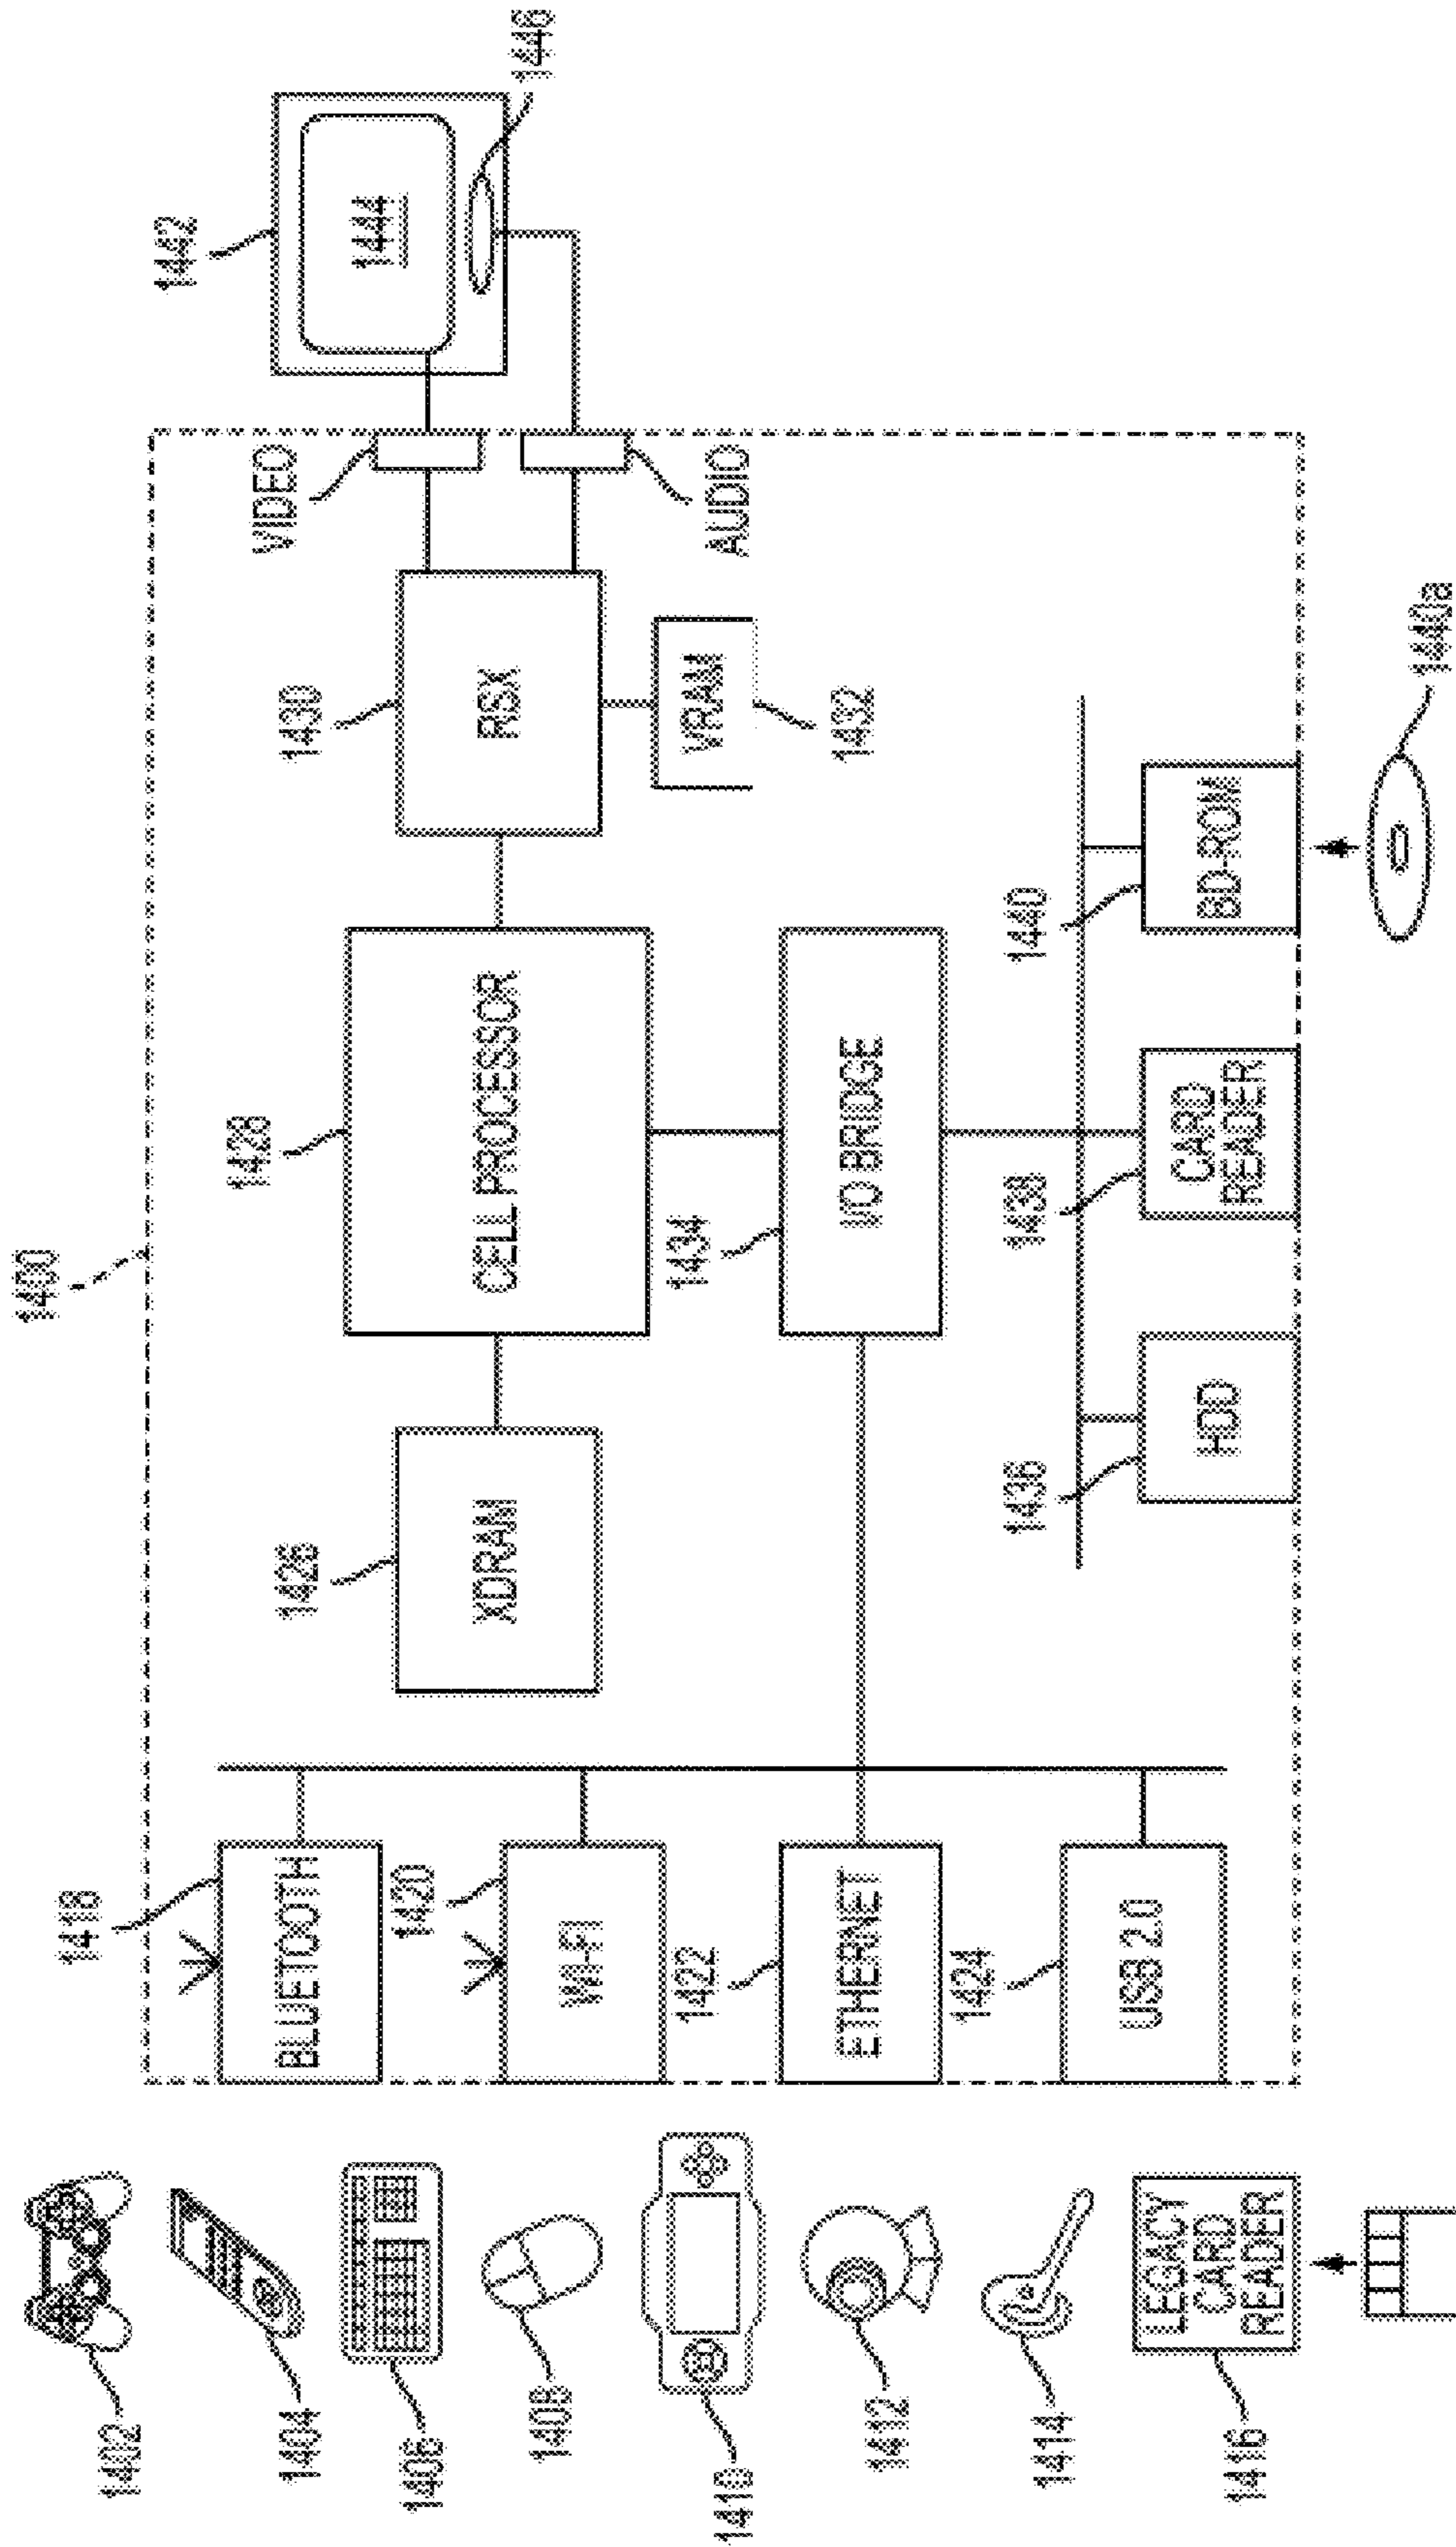 1400
1402
1404
1406
1408
1410
1412
1414
LEGACY
CARD
READER
1416
1418
BLUETOOTH
1420
WI-FI
1422
ETHERNET
1424
USB 2.0
1426
XDRAM
1428
CELL PROCESSOR
1430
RSX
VRAM
1432
VIDEO
AUDIO
1442
1444
1446
1434
I/O BRIDGE
1436
HDD
1438
CARD
READER
1440
BD-ROM
1440a